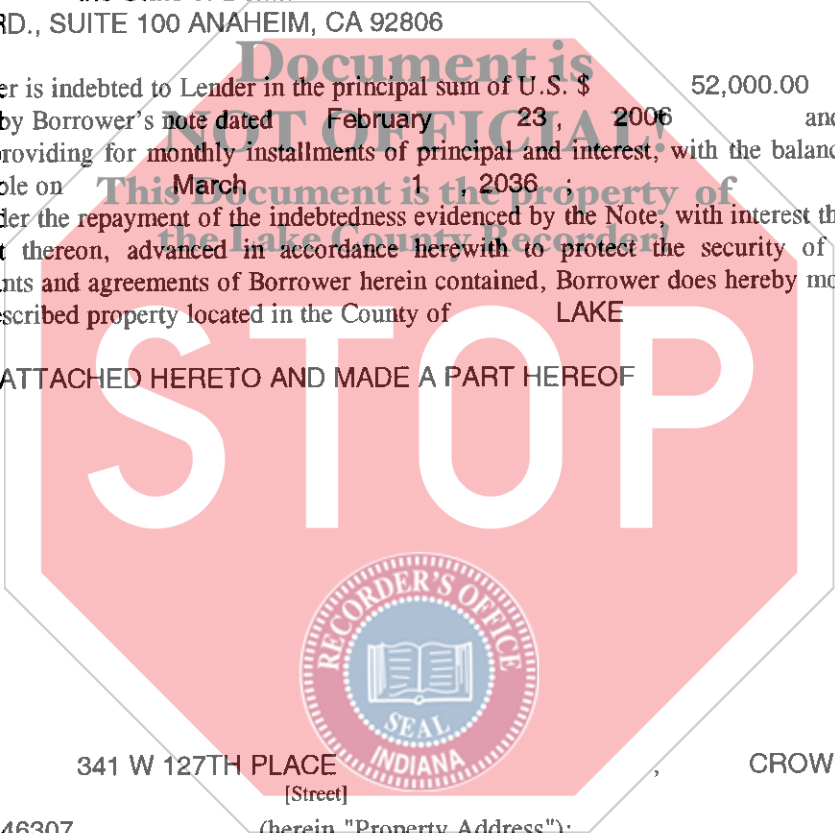 RD., SUITE 100 ANAHEIM, CA 92806
Document is
er is indebted to Lender in the principal sum of U.S. $ 52,000.00
by Borrower's note dated February 23 , 2006 and
NOT OFFICIAL!
roviding for monthly installments of principal and interest, with the balanc
ble on March 1 , 2036 ;
This Document is the property of
der the repayment of the indebtedness evidenced by the Note; with interest th
the Lake County Recorder!
t thereon, advanced in accordance herewith to protect the security of
nts and agreements of Borrower herein contained, Borrower does hereby mo
escribed property located in the County of LAKE
STOP
ATTACHED HERETO AND MADE A PART HEREOF
RECORDER'S OFFICE
SEAL
INDIANA
341 W 127TH PLACE , CROW
[Street]
46307 (herein "Property Address");